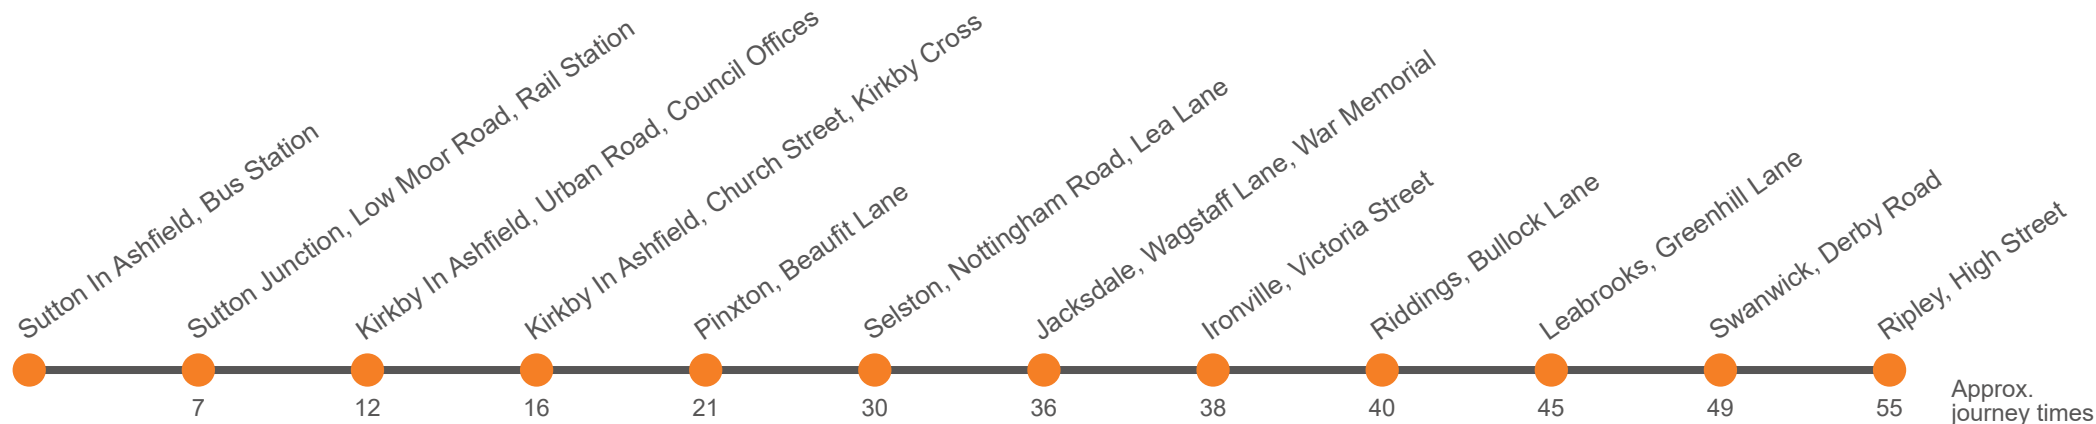 Sutton In Ashfield, Bus Station
Sutton Junction, Low Moor Road, Rail Station
Kirkby In Ashfield, Urban Road, Council Offices
Kirkby In Ashfield, Church Street, Kirkby Cross
Pinxton, Beaufit Lane
Selston, Nottingham Road, Lea Lane
Jacksdale, Wagstaff Lane, War Memorial
Ironville, Victoria Street
Riddings, Bullock Lane
Leabrooks, Greenhill Lane
Swanwick, Derby Road
Ripley, High Street
7 12 16 21 30 36 38 40 45 49 55
Approx.
journey times